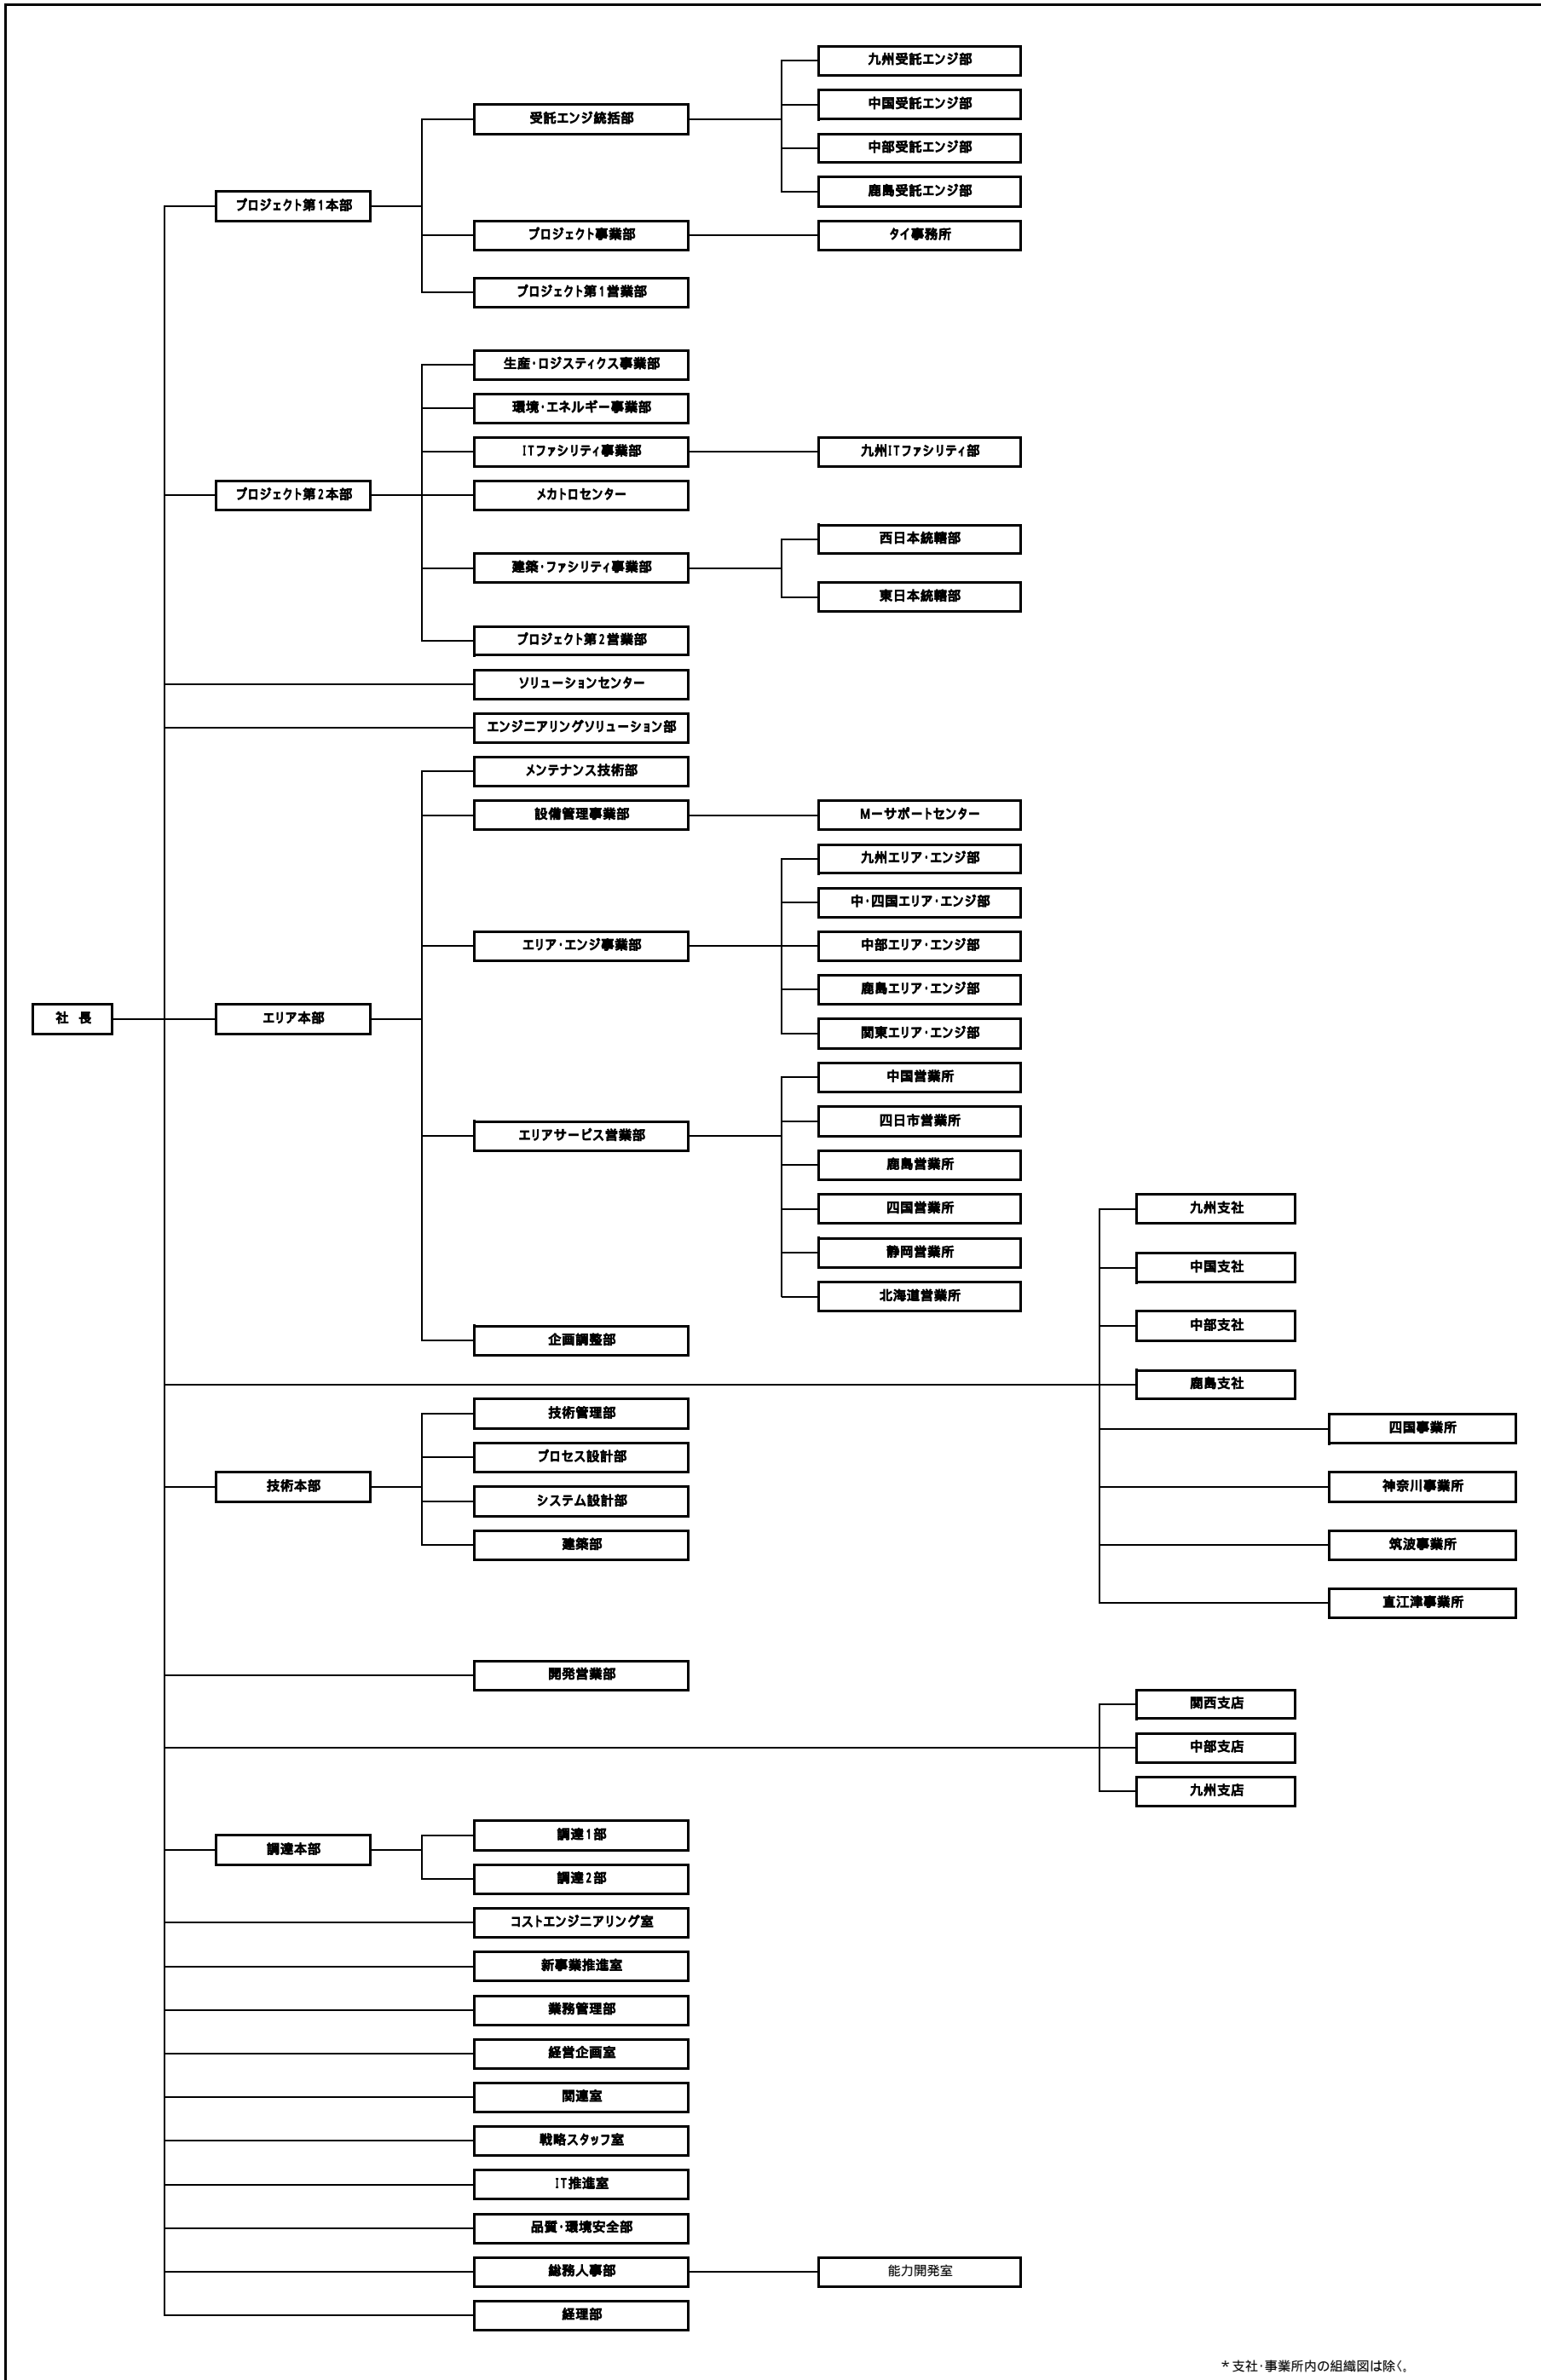 九州受託エンジ部
中国受託エンジ部
受託エンジ統括部
中部受託エンジ部
鹿島受託エンジ部
プロジェクト第1本部
プロジェクト事業部
タイ事務所
プロジェクト第1営業部
生産・ロジスティクス事業部
環境・エネルギー事業部
ITファシリティ事業部
九州ITファシリティ部
プロジェクト第2本部
メカトロセンター
西日本統轄部
建築・ファシリティ事業部
東日本統轄部
プロジェクト第2営業部
ソリューションセンター
エンジニアリングソリューション部
メンテナンス技術部
設備管理事業部
Mーサポートセンター
九州エリア・エンジ部
中・四国エリア・エンジ部
エリア・エンジ事業部
中部エリア・エンジ部
鹿島エリア・エンジ部
社 長
エリア本部
関東エリア・エンジ部
中国営業所
四日市営業所
エリアサービス営業部
鹿島営業所
四国営業所
九州支社
静岡営業所
中国支社
北海道営業所
中部支社
企画調整部
鹿島支社
技術管理部
四国事業所
プロセス設計部
技術本部
神奈川事業所
システム設計部
建築部
筑波事業所
直江津事業所
開発営業部
関西支店
中部支店
九州支店
調達1部
調達本部
調達2部
コストエンジニアリング室
新事業推進室
業務管理部
経営企画室
関連室
戦略スタッフ室
IT推進室
品質・環境安全部
総務人事部
能力開発室
経理部
*支社・事業所内の組織図は除く。